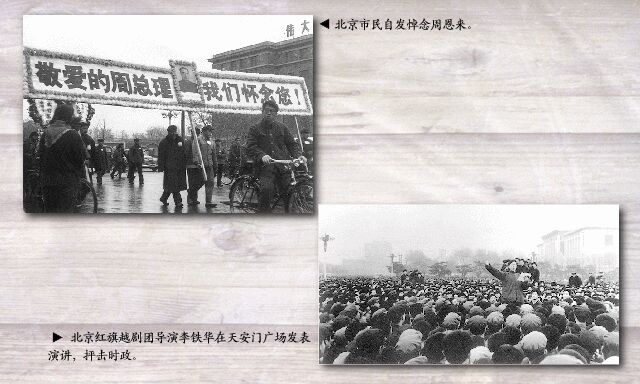 ◀ 北京市民自发悼念周恩来。
伟大
敬爱的周总理 我们怀念您！
▶ 北京红旗越剧团导演李铁华在天安门广场发表
演讲，抨击时政。